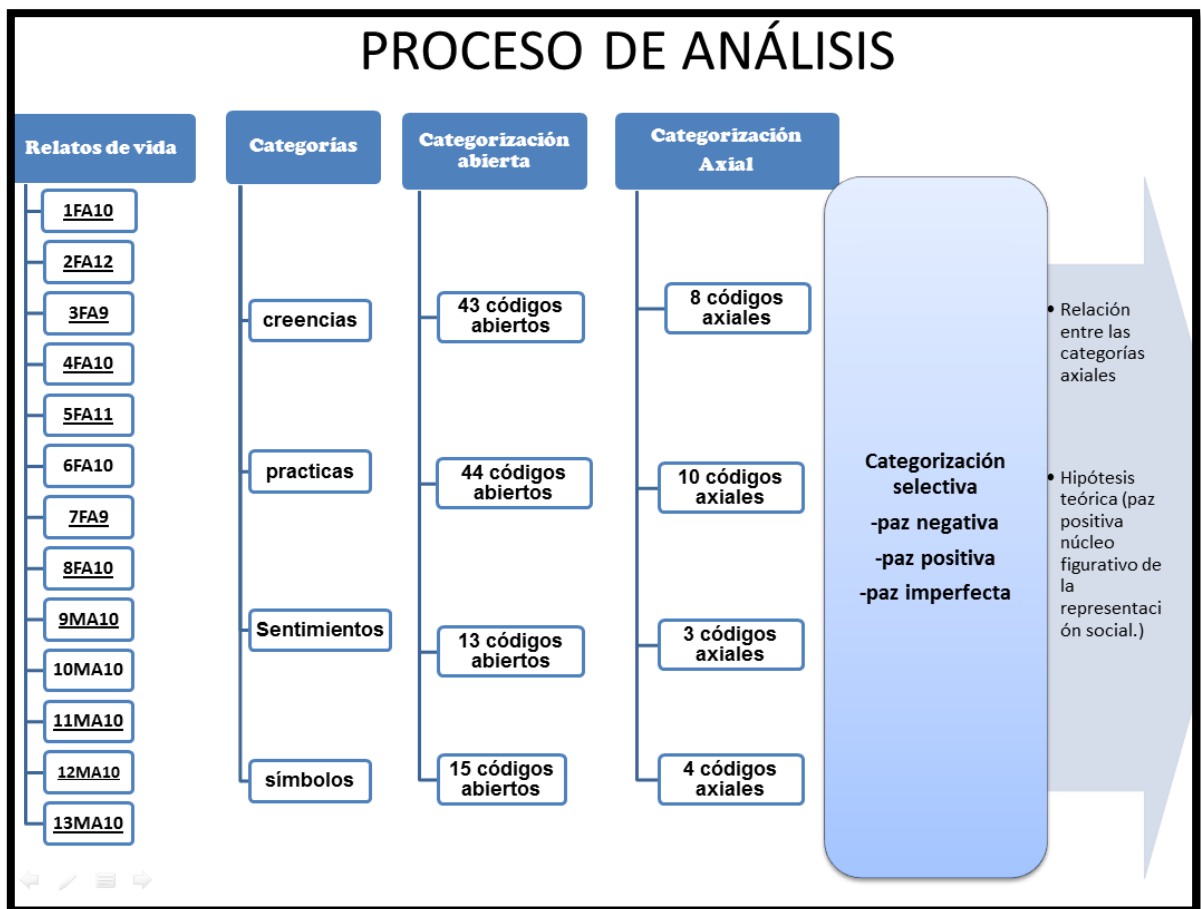 PROCESO DE ANÁLISIS
Relatos de vida
1FA10
2FA12
3FA9
4FA10
5FA11
6FA10
7FA9
8FA10
9MA10
10MA10
11MA10
12MA10
13MA10
Categorías
creencias
practicas
Sentimientos
símbolos
Categorización
abierta
43 códigos
abiertos
44 códigos
abiertos
13 códigos
abiertos
15 códigos
abiertos
Categorización
Axial
8 códigos
axiales
10 códigos
axiales
3 códigos
axiales
4 códigos
axiales
Categorización
selectiva
-paz negativa
-paz positiva
-paz imperfecta
• Relación
entre las
categorías
axiales
• Hipótesis
teórica (paz
positiva
núcleo
figurativo de
la
representaci
ón social.)